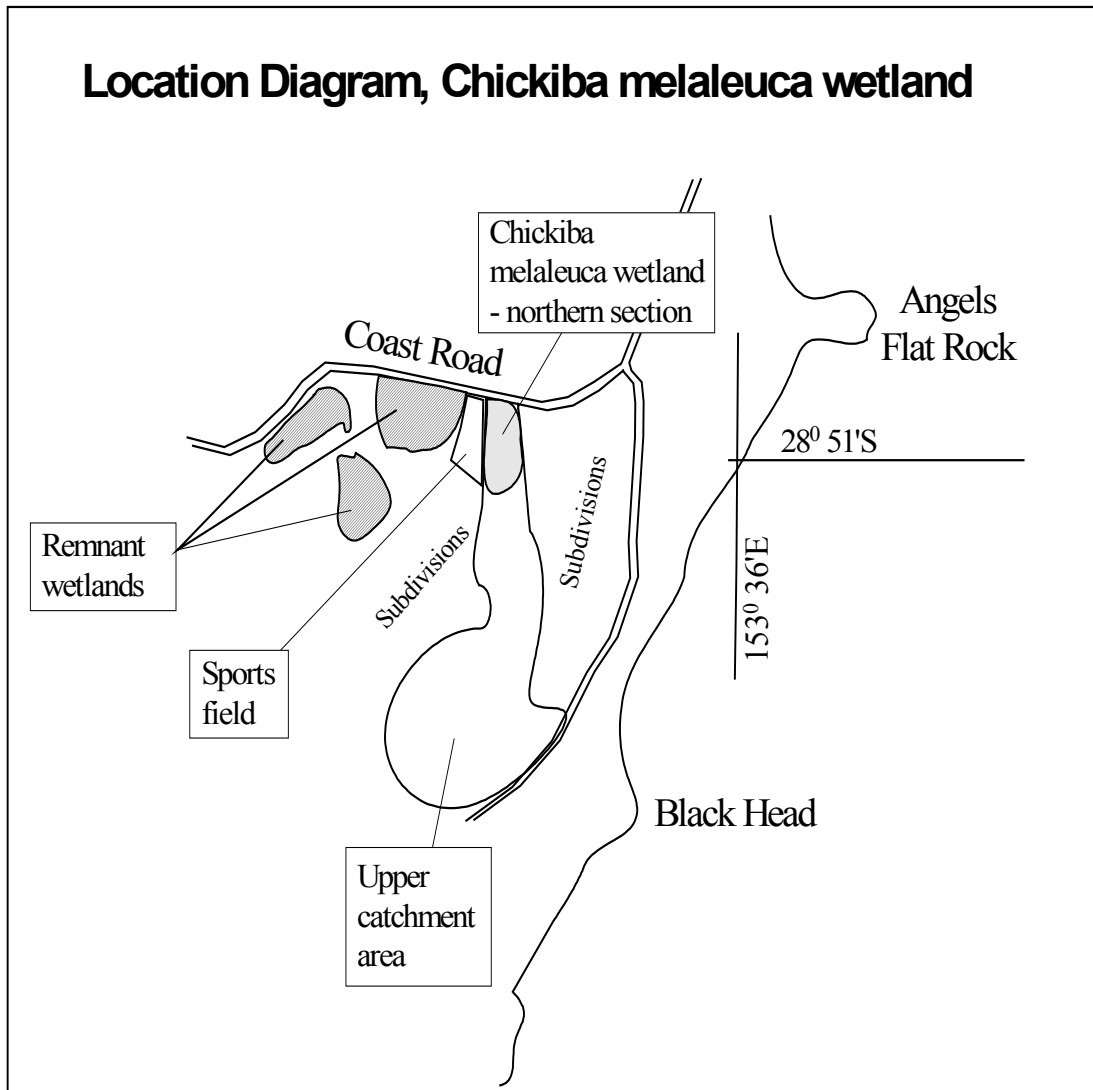 Location Diagram, Chickiba melaleuca wetland
Chickiba
melaleuca wetland
- northern section
Angels
Flat Rock
Coast Road
28⁰ 51'S
153⁰ 36'E
Subdivisions
Subdivisions
Remnant
wetlands
Sports
field
Black Head
Upper
catchment
area